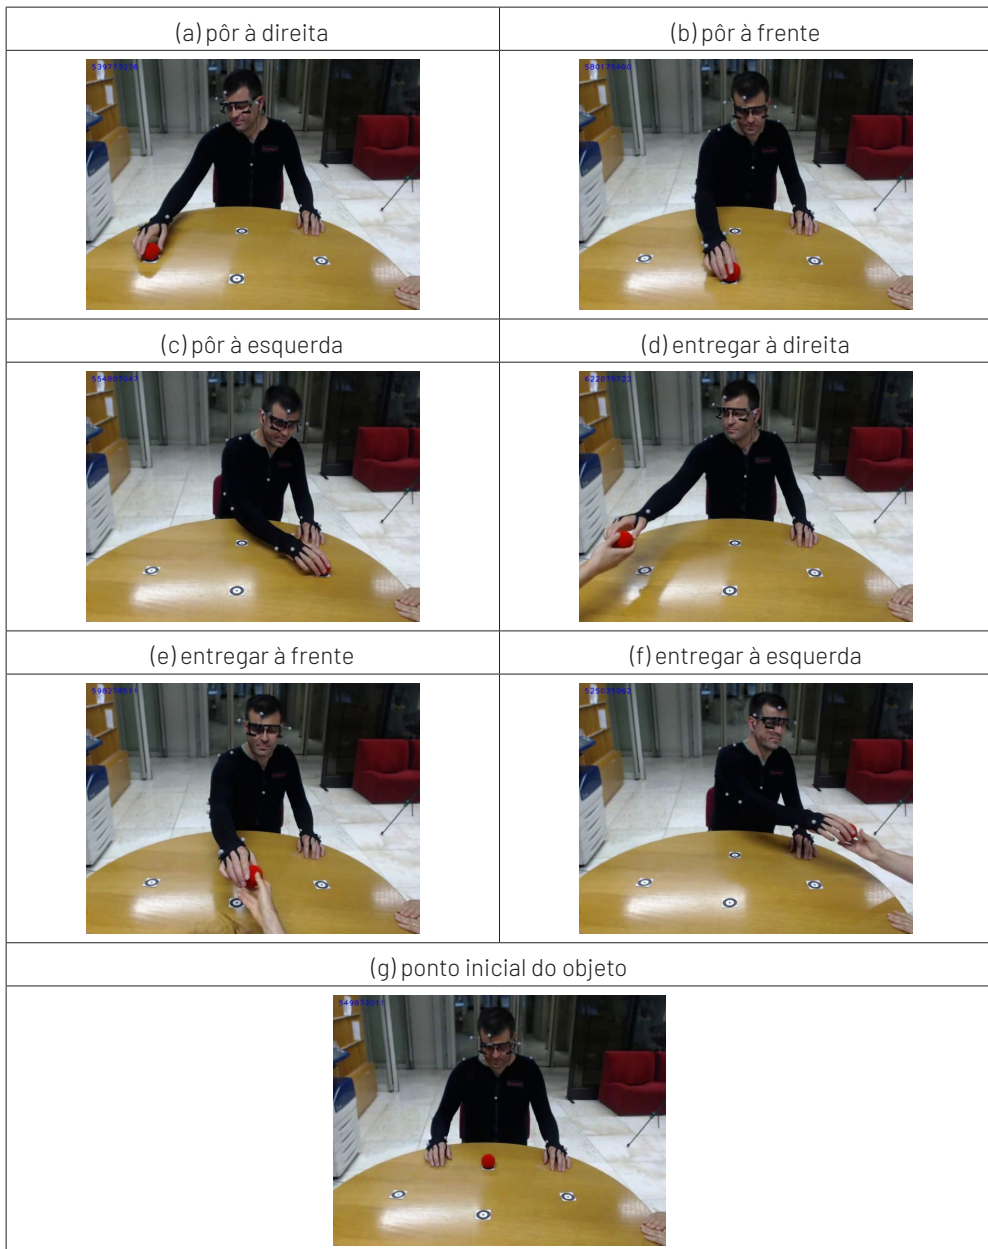 (a) pôr à direita
(b) pôr à frente
(c) pôr à esquerda
(d) entregar à direita
(e) entregar à frente
(f) entregar à esquerda
(g) ponto inicial do objeto